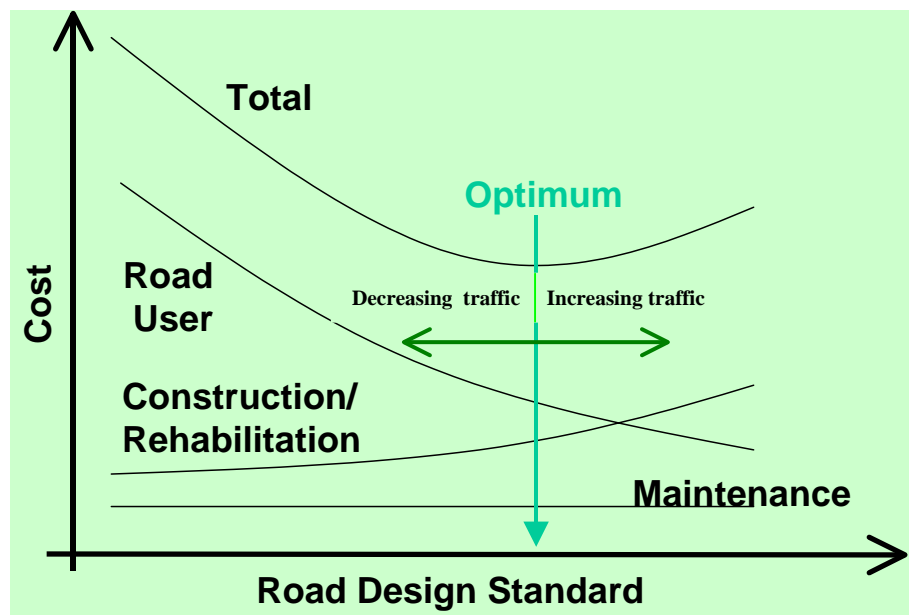 Total
Optimum
Cost
Road
User
Decreasing traffic
Increasing traffic
Construction/
Rehabilitation
Maintenance
Road Design Standard